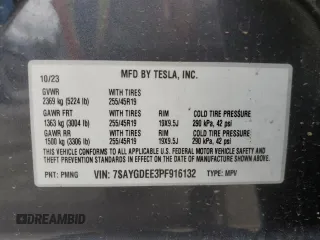 10/23 MFD BY TESLA, INC.
GVWR WITH TIRES
2369 kg (5224 lb) 255/45R19
GAWR FRT WITH TIRES RIM COLD TIRE PRESSURE
1363 kg (3004 lb) 255/45R19 19X9.5J 290 kPa, 42 psi
GAWR RR WITH TIRES RIM COLD TIRE PRESSURE
1500 kg (3306 lb) 255/45R19 19X9.5J 290 kPa, 42 psi
THIS VEHICLE CONFORMS TO ALL APPLICABLE U.S. FEDERAL MOTOR VEHICLE
SAFETY, BUMPER, AND THEFT PREVENTION STANDARDS IN
EFFECT ON THE DATE OF MANUFACTURE SHOWN ABOVE
PNT: PMNG VIN: 7SAYGDEE3PF916132 TYPE: MPV
DREAMBID